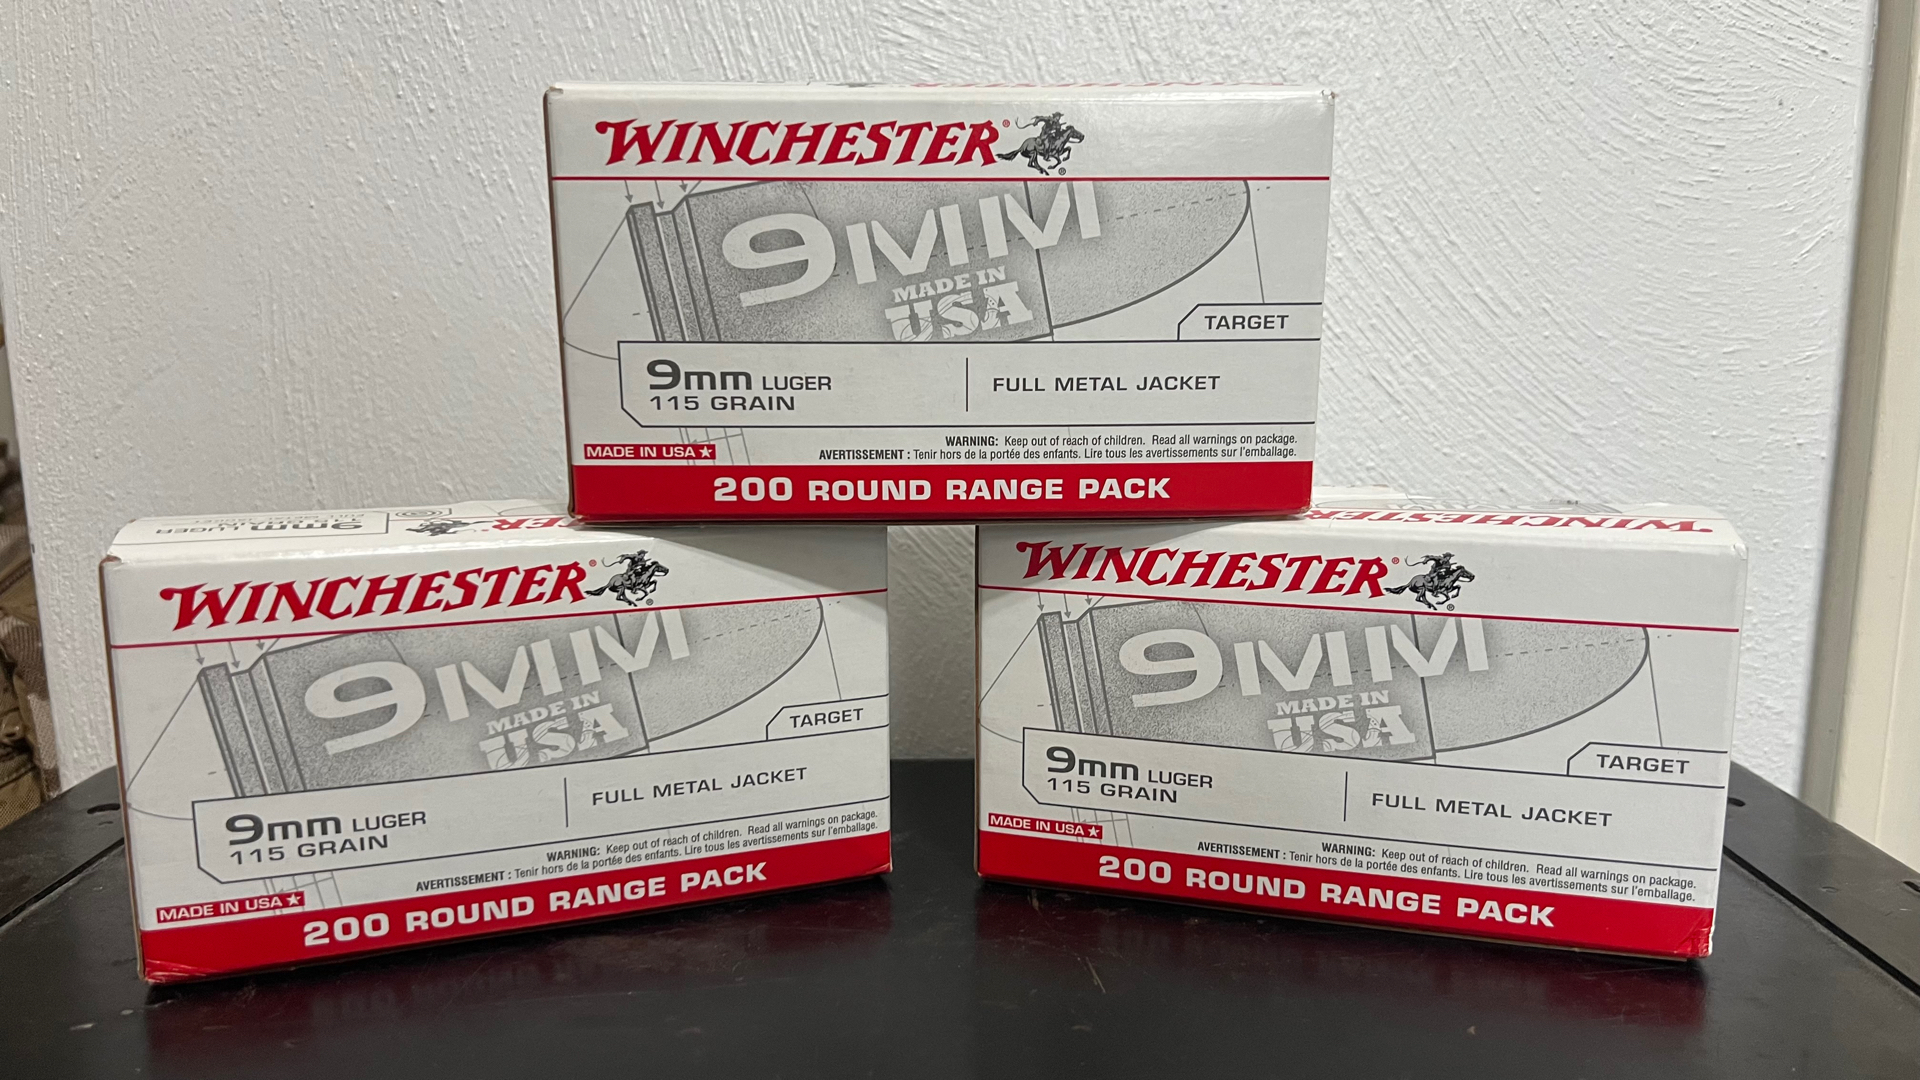 WINCHESTER®
9MM
MADE IN
USA
TARGET
9mm LUGER
115 GRAIN
FULL METAL JACKET
WARNING: Keep out of reach of children. Read all warnings on package.
AVERTISSEMENT : Tenir hors de la portée des enfants. Lire tous les avertissements sur l'emballage.
MADE IN USA
200 ROUND RANGE PACK
9mm LUGER
WINCHESTER®
9MM
MADE IN
USA
TARGET
9mm LUGER
115 GRAIN
FULL METAL JACKET
WARNING: Keep out of reach of children. Read all warnings on package.
AVERTISSEMENT : Tenir hors de la portée des enfants. Lire tous les avertissements sur l'emballage.
MADE IN USA
200 ROUND RANGE PACK
WINCHESTER
WINCHESTER®
9MM
MADE IN
USA
TARGET
9mm LUGER
115 GRAIN
FULL METAL JACKET
MADE IN USA
WARNING: Keep out of reach of children. Read all warnings on package.
AVERTISSEMENT : Tenir hors de la portée des enfants. Lire tous les avertissements sur l'emballage.
200 ROUND RANGE PACK